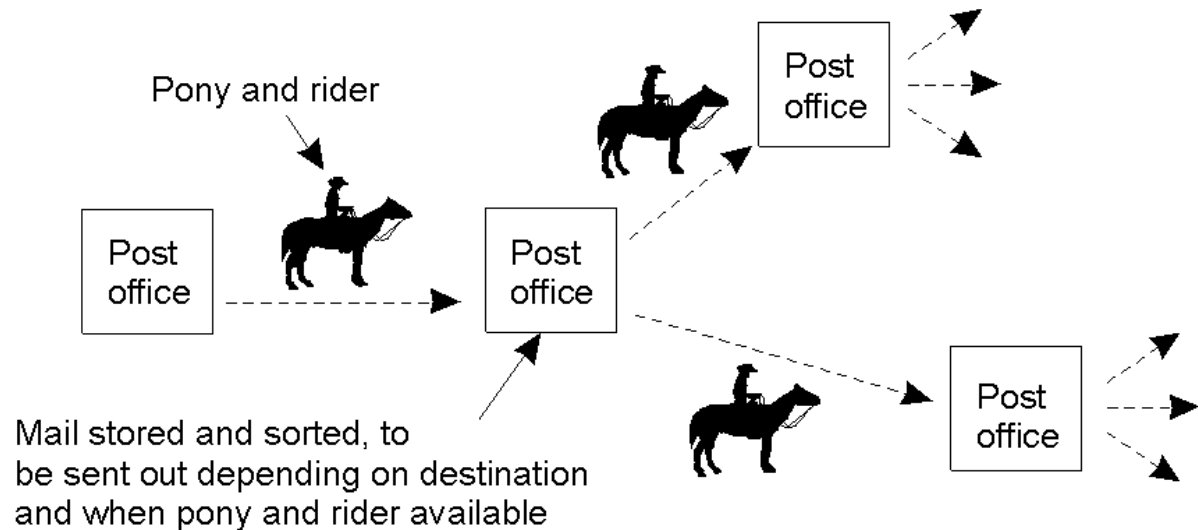 Pony and rider
Post
office
Post
office
Post
office
Post
office
Mail stored and sorted, to
be sent out depending on destination
and when pony and rider available